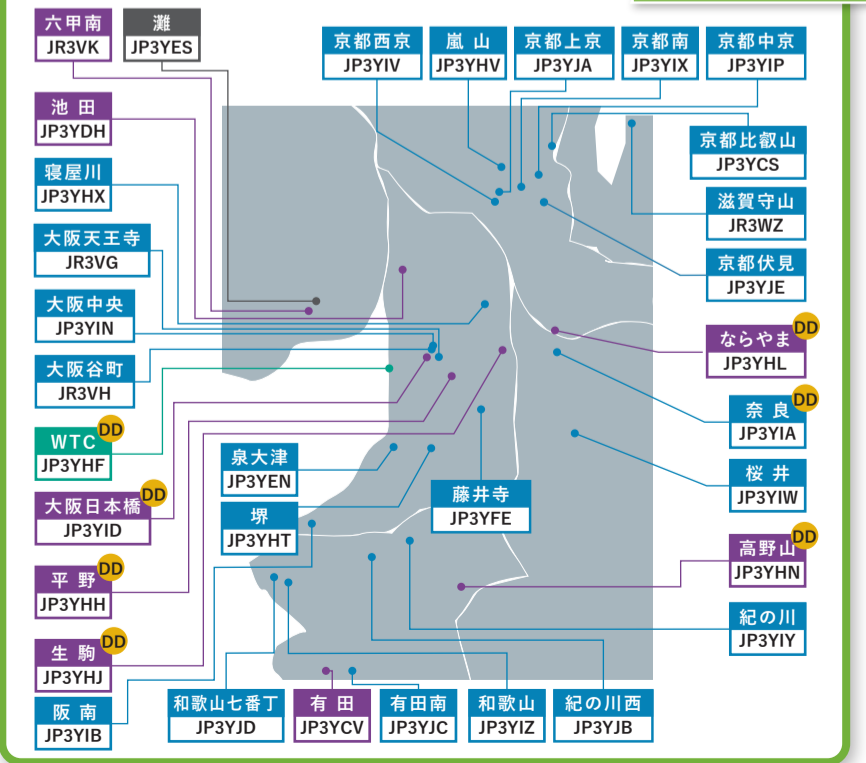 六甲南
JR3VK
灘
JP3YES
京都西京
JP3YIV
嵐山
JP3YHV
京都上京
JP3YJA
京都南
JP3YIX
京都中京
JP3YIP
池田
JP3YDH
京都比叡山
JP3YCS
寝屋川
JP3YHX
滋賀守山
JR3WZ
大阪天王寺
JR3VG
京都伏見
JP3YJE
大阪中央
JP3YIN
ならやま
DD
JP3YHL
大阪谷町
JR3VH
奈良
DD
JP3YIA
WTC
DD
JP3YHF
泉大津
JP3YEN
桜井
JP3YIW
大阪日本橋
DD
JP3YID
堺
JP3YHT
藤井寺
JP3YFE
高野山
DD
JP3YHN
平野
DD
JP3YHH
紀の川
JP3YIY
生駒
DD
JP3YHJ
阪南
JP3YIB
和歌山七番丁
JP3YJD
有田
JP3YCV
有田南
JP3YJC
和歌山
JP3YIZ
紀の川西
JP3YJB